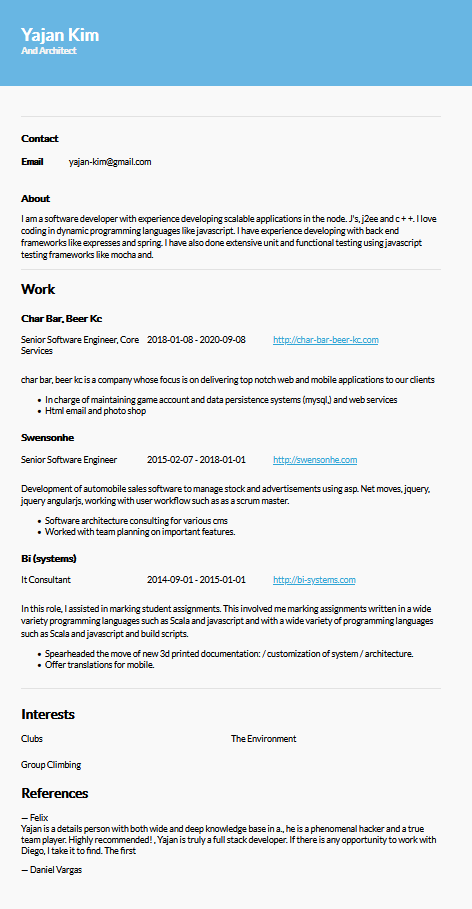 Yajan Kim
And Architect
Contact
Email yajan-kim@gmail.com
About
I am a software developer with experience developing scalable applications in the node. J's, j2ee and c + +. I love
coding in dynamic programming languages like javascript. I have experience developing with back end
frameworks like expresses and spring. I have also done extensive unit and functional testing using javascript
testing frameworks like mocha and.
Work
Char Bar, Beer Kc
Senior Software Engineer, Core 2018-01-08 - 2020-09-08 http://char-bar-beer-kc.com
Services
char bar, beer kc is a company whose focus is on delivering top notch web and mobile applications to our clients
• In charge of maintaining game account and data persistence systems (mysql,) and web services
• Html email and photo shop
Swensonhe
Senior Software Engineer 2015-02-07 - 2018-01-01 http://swensonhe.com
Development of automobile sales software to manage stock and advertisements using asp. Net moves, jquery,
jquery angularjs, working with user workflow such as as a scrum master.
• Software architecture consulting for various cms
• Worked with team planning on important features.
Bi (systems)
It Consultant 2014-09-01 - 2015-01-01 http://bi-systems.com
In this role, I assisted in marking student assignments. This involved me marking assignments written in a wide
variety programming languages such as Scala and javascript and with a wide variety of programming languages
such as Scala and javascript and build scripts.
• Spearheaded the move of new 3d printed documentation: / customization of system / architecture.
• Offer translations for mobile.
Interests
Clubs The Environment
Group Climbing
References
— Felix
Yajan is a details person with both wide and deep knowledge base in a., he is a phenomenal hacker and a true
team player. Highly recommended! , Yajan is truly a full stack developer. If there is any opportunity to work with
Diego, I take it to find. The first
— Daniel Vargas